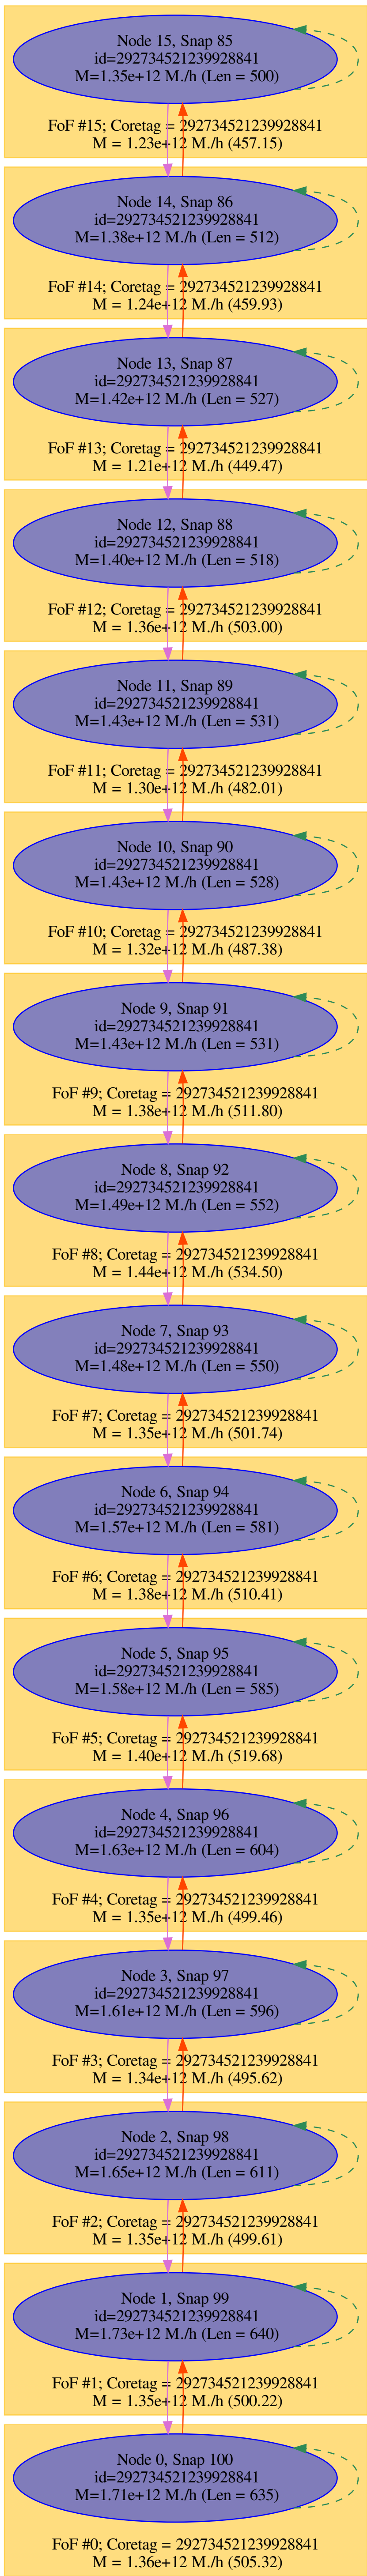 Node 15, Snap 85
id=292734521239928841
M=1.35e+12 M./h (Len = 500)
FoF #15; Coretag = 292734521239928841
M = 1.23e+12 M./h (457.15)
Node 14, Snap 86
id=292734521239928841
M=1.38e+12 M./h (Len = 512)
FoF #14; Coretag = 292734521239928841
M = 1.24e+12 M./h (459.93)
Node 13, Snap 87
id=292734521239928841
M=1.42e+12 M./h (Len = 527)
FoF #13; Coretag = 292734521239928841
M = 1.21e+12 M./h (449.47)
Node 12, Snap 88
id=292734521239928841
M=1.40e+12 M./h (Len = 518)
FoF #12; Coretag = 292734521239928841
M = 1.36e+12 M./h (503.00)
Node 11, Snap 89
id=292734521239928841
M=1.43e+12 M./h (Len = 531)
FoF #11; Coretag = 292734521239928841
M = 1.30e+12 M./h (482.01)
Node 10, Snap 90
id=292734521239928841
M=1.43e+12 M./h (Len = 528)
FoF #10; Coretag = 292734521239928841
M = 1.32e+12 M./h (487.38)
Node 9, Snap 91
id=292734521239928841
M=1.43e+12 M./h (Len = 531)
FoF #9; Coretag = 292734521239928841
M = 1.38e+12 M./h (511.80)
Node 8, Snap 92
id=292734521239928841
M=1.49e+12 M./h (Len = 552)
FoF #8; Coretag = 292734521239928841
M = 1.44e+12 M./h (534.50)
Node 7, Snap 93
id=292734521239928841
M=1.48e+12 M./h (Len = 550)
FoF #7; Coretag = 292734521239928841
M = 1.35e+12 M./h (501.74)
Node 6, Snap 94
id=292734521239928841
M=1.57e+12 M./h (Len = 581)
FoF #6; Coretag = 292734521239928841
M = 1.38e+12 M./h (510.41)
Node 5, Snap 95
id=292734521239928841
M=1.58e+12 M./h (Len = 585)
FoF #5; Coretag = 292734521239928841
M = 1.40e+12 M./h (519.68)
Node 4, Snap 96
id=292734521239928841
M=1.63e+12 M./h (Len = 604)
FoF #4; Coretag = 292734521239928841
M = 1.35e+12 M./h (499.46)
Node 3, Snap 97
id=292734521239928841
M=1.61e+12 M./h (Len = 596)
FoF #3; Coretag = 292734521239928841
M = 1.34e+12 M./h (495.62)
Node 2, Snap 98
id=292734521239928841
M=1.65e+12 M./h (Len = 611)
FoF #2; Coretag = 292734521239928841
M = 1.35e+12 M./h (499.61)
Node 1, Snap 99
id=292734521239928841
M=1.73e+12 M./h (Len = 640)
FoF #1; Coretag = 292734521239928841
M = 1.35e+12 M./h (500.22)
Node 0, Snap 100
id=292734521239928841
M=1.71e+12 M./h (Len = 635)
FoF #0; Coretag = 292734521239928841
M = 1.36e+12 M./h (505.32)